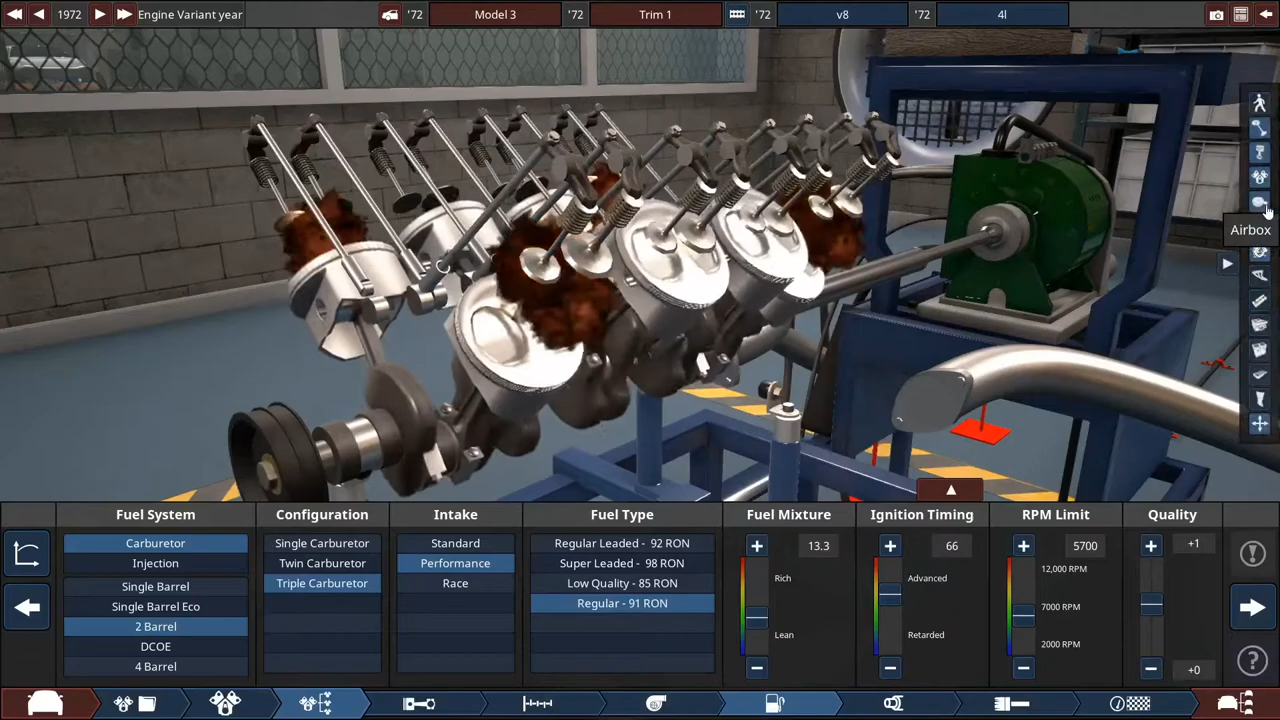 1972 Engine Variant year '72 Model 3 '72 Trim 1 '72 v8 '72 4l
Airbox
Fuel System Configuration Intake Fuel Type Fuel Mixture Ignition Timing RPM Limit Quality
Carburetor Single Carburetor Standard Regular Leaded - 92 RON 13.3 66 5700 +1
Injection Twin Carburetor Performance Super Leaded - 98 RON Rich Advanced 12,000 RPM
Single Barrel Triple Carburetor Race Low Quality - 85 RON
Single Barrel Eco Regular - 91 RON 7000 RPM
2 Barrel
DCOE Lean Retarded 2000 RPM
4 Barrel +0